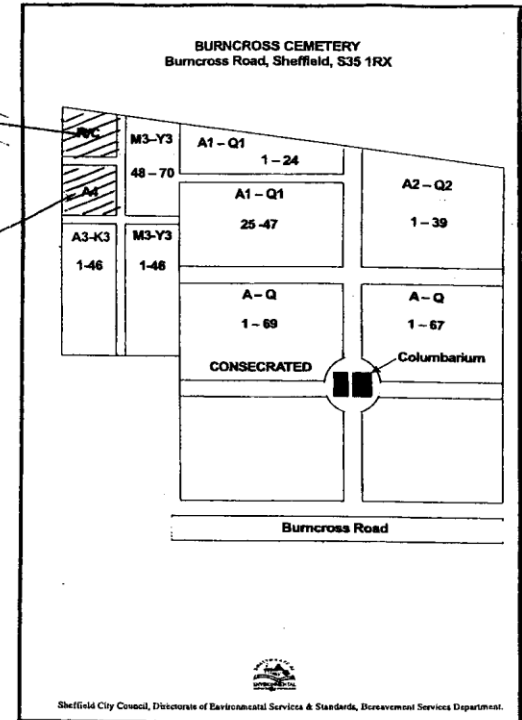 BURNCROSS CEMETERY
Burncross Road, Sheffield, S35 1RX
R/C
M3–Y3
48 – 70
A1 – Q1
1 – 24
A4
A1 – Q1
25 -47
A2 – Q2
1 – 39
A3-K3
1-46
M3-Y3
1-46
A – Q
1 – 69
A – Q
1 – 67
CONSECRATED
Columbarium
Burncross Road
Sheffield City Council, Directorate of Environmental Services & Standards, Bereavement Services Department.